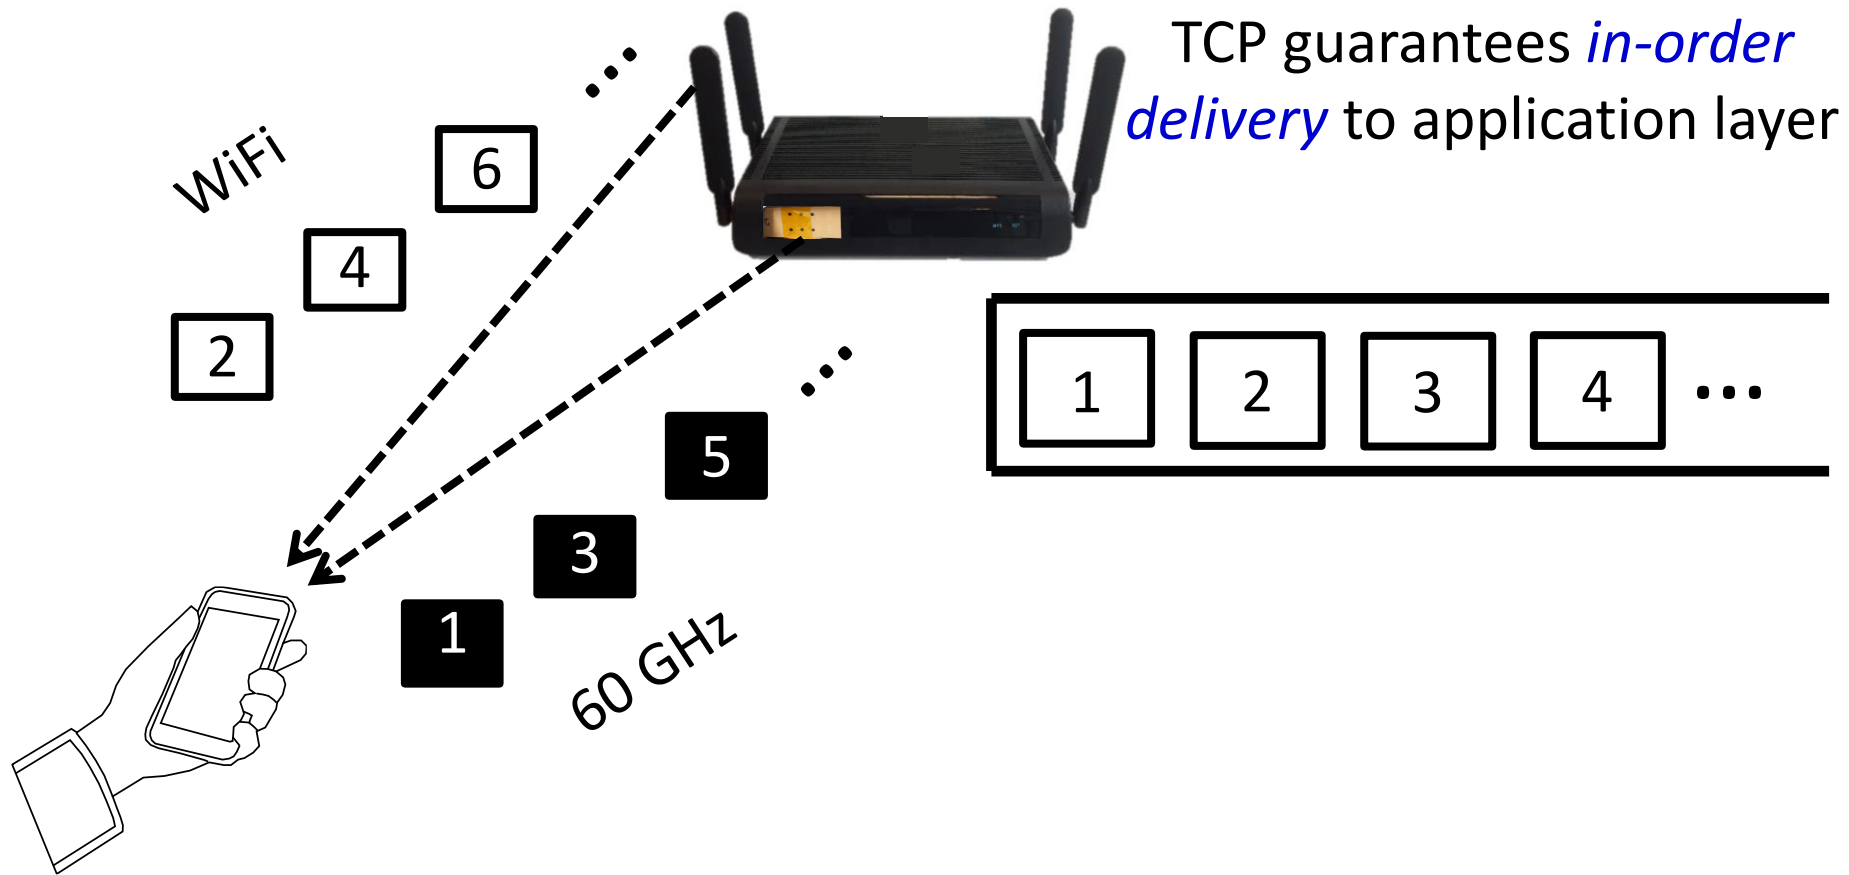 TCP guarantees in-order
delivery to application layer
WiFi
6
4
2
1 2 3 4 ...
5
3
1
60 GHz